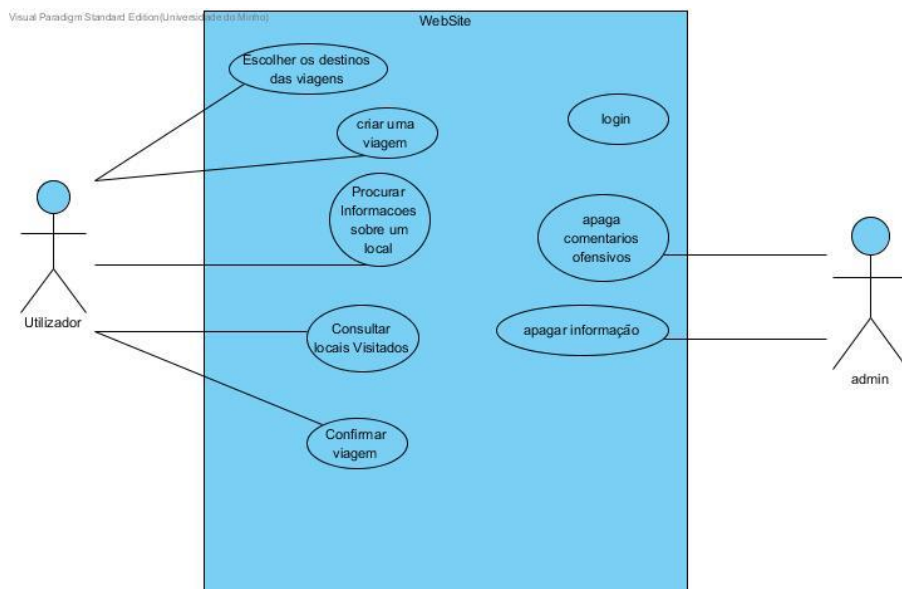 Visual Paradigm Standard Edition(Universidade do Minho)
WebSite
Escolher os destinos
das viagens
criar uma
viagem
login
Procurar
Informacoes
sobre um
local
apaga
comentarios
ofensivos
Utilizador
Consultar
locais Visitados
apagar informação
admin
Confirmar
viagem